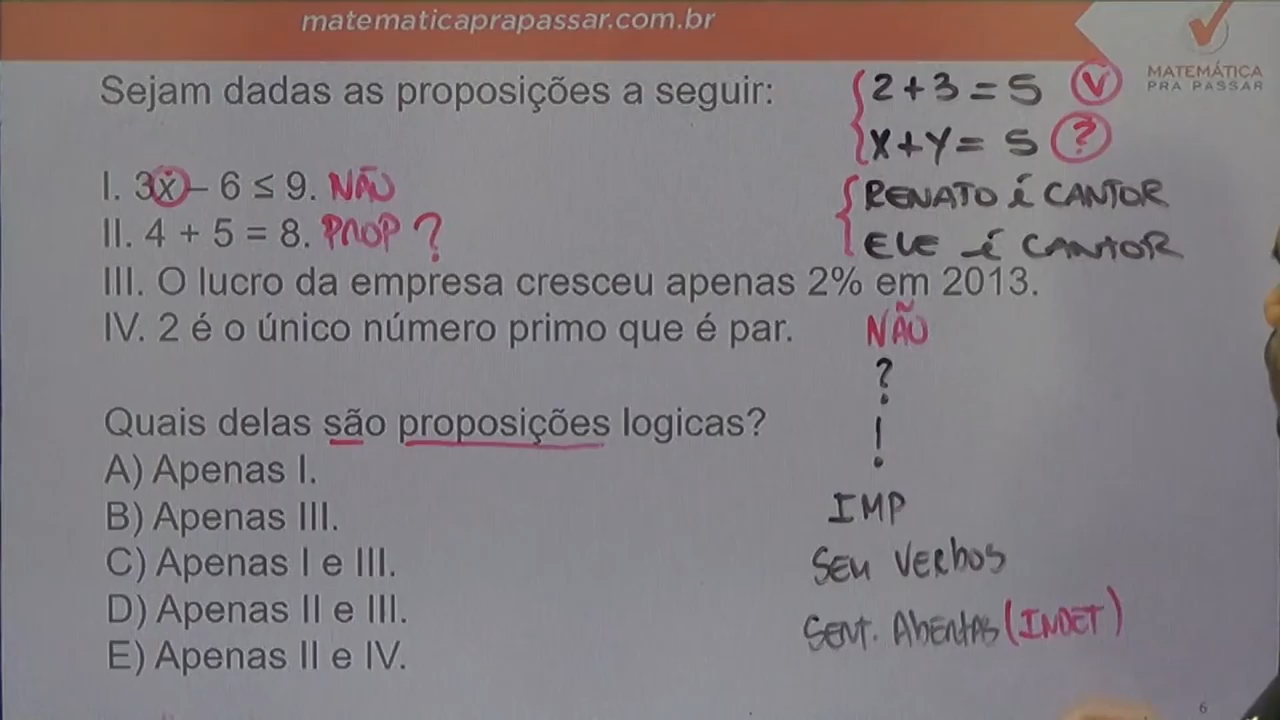 matematicaprapassar.com.br
MATEMÁTICA
PRA PASSAR
Sejam dadas as proposições a seguir:
I. 3x – 6 ≤ 9. NÃO
II. 4 + 5 = 8. PROP ?
III. O lucro da empresa cresceu apenas 2% em 2013.
IV. 2 é o único número primo que é par.
Quais delas são proposições logicas?
A) Apenas I.
B) Apenas III.
C) Apenas I e III.
D) Apenas II e III.
E) Apenas II e IV.
2+3=5 V
X+Y=5 ?
RENATO É CANTOR
ELE É CANTOR
NÃO
?
!
IMP
SEM VERBOS
SENT. ABERTAS (INDET)
6